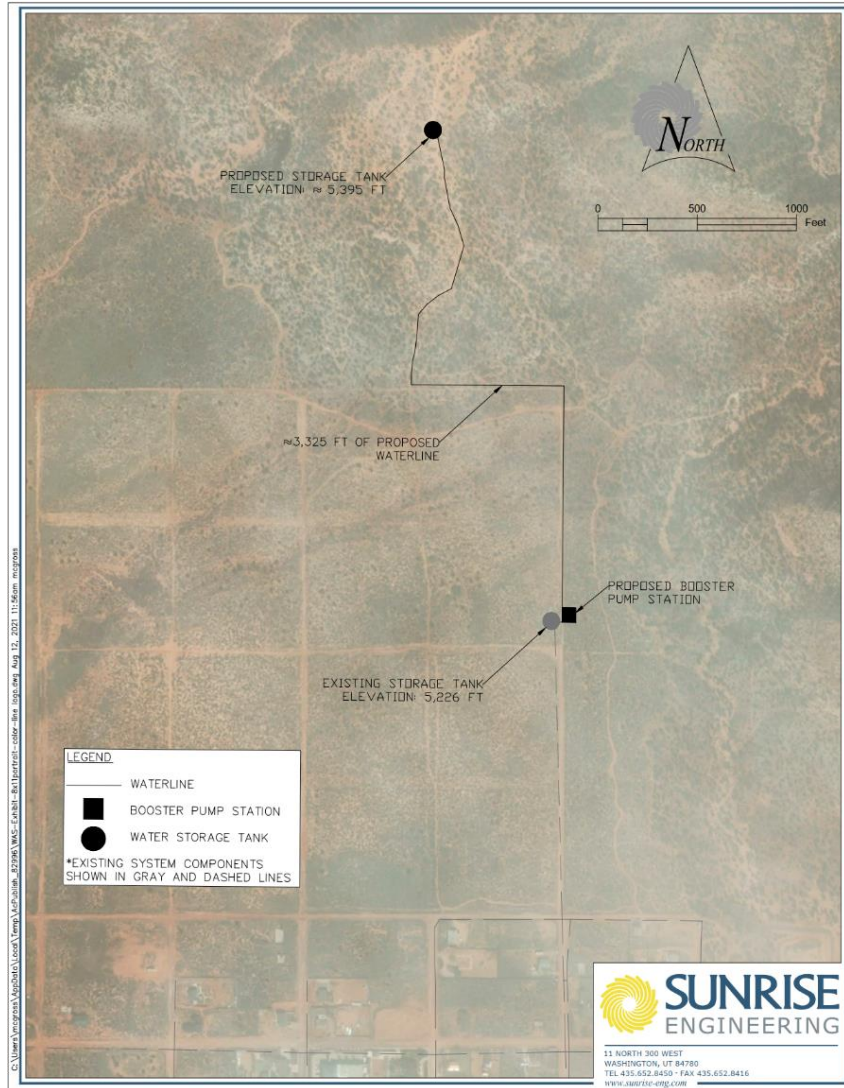 NORTH
0 500 1000
Feet
PROPOSED STORAGE TANK
ELEVATION: ≈ 5,395 FT
≈3,325 FT OF PROPOSED
WATERLINE
PROPOSED BOOSTER
PUMP STATION
EXISTING STORAGE TANK
ELEVATION: 5,226 FT
LEGEND
WATERLINE
BOOSTER PUMP STATION
WATER STORAGE TANK
*EXISTING SYSTEM COMPONENTS
SHOWN IN GRAY AND DASHED LINES
SUNRISE
ENGINEERING
11 NORTH 300 WEST
WASHINGTON, UT 84780
TEL 435.652.8450 · FAX 435.652.8416
www.sunrise-eng.com